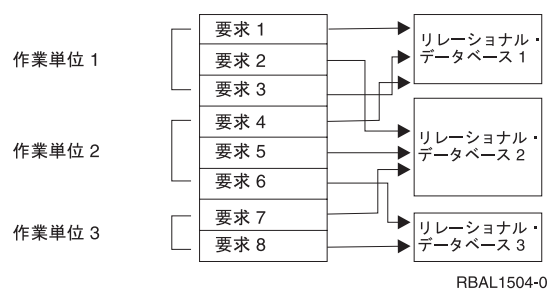 作業単位 1
作業単位 2
作業単位 3
要求 1
要求 2
要求 3
要求 4
要求 5
要求 6
要求 7
要求 8
リレーショナル・
データベース 1
リレーショナル・
データベース 2
リレーショナル・
データベース 3
RBAL1504-0